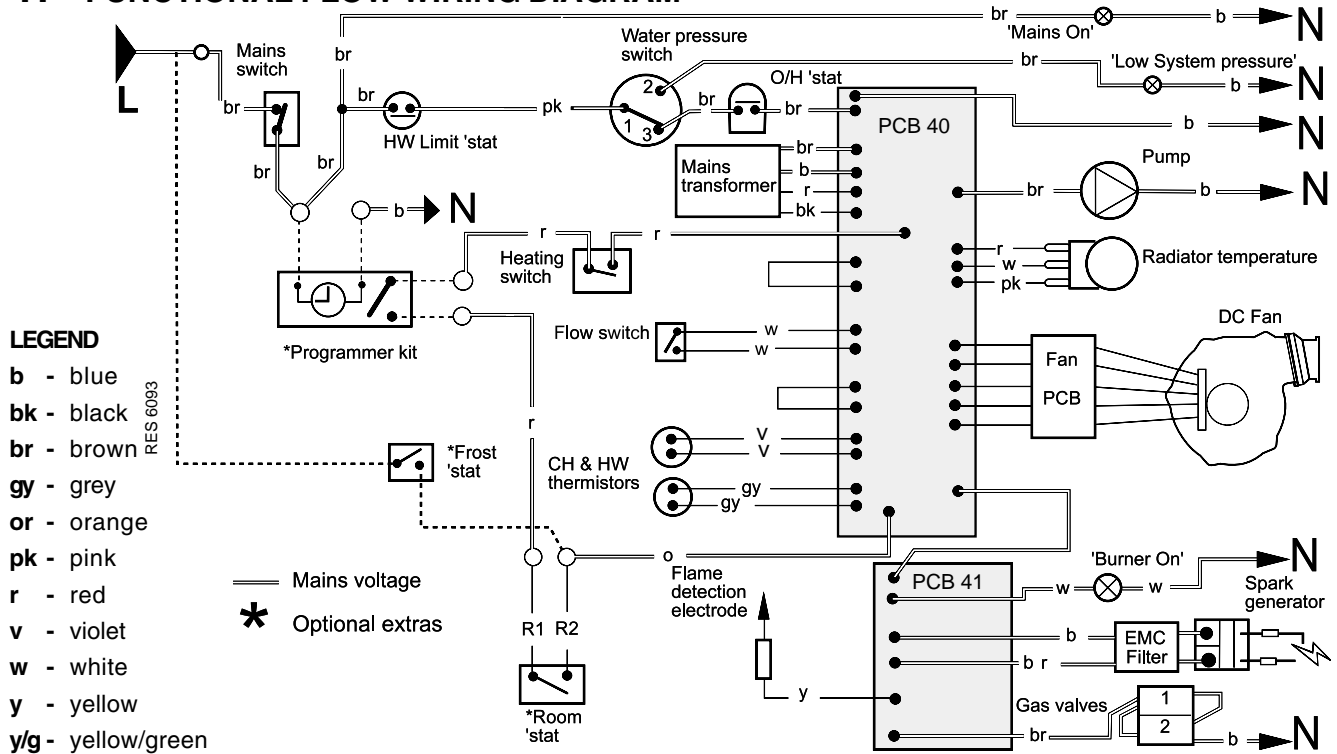 FUNCTIONAL FLOW WIRING DIAGRAM
br
'Mains On'
b
N
L
Mains
switch
br
Water pressure
switch
br
'Low System pressure'
b
N
O/H 'stat
2
1
3
br
br
br
br
pk
HW Limit 'stat
br
br
PCB 40
b
N
Mains
transformer
br
b
r
bk
Pump
br
b
N
b
N
r
Heating
switch
r
r
w
pk
Radiator temperature
*Programmer kit
Flow switch
w
w
Fan
PCB
DC Fan
r
CH & HW
thermistors
v
v
gy
gy
*Frost
'stat
o
R1 R2
*Room
'stat
Flame
detection
electrode
y
PCB 41
'Burner On'
w
w
N
Spark
generator
b
b r
EMC
Filter
Gas valves
1
2
br
b
N
LEGEND
b - blue
bk - black
br - brown
gy - grey
or - orange
pk - pink
r - red
v - violet
w - white
y - yellow
y/g - yellow/green
RES 6093
Mains voltage
* Optional extras